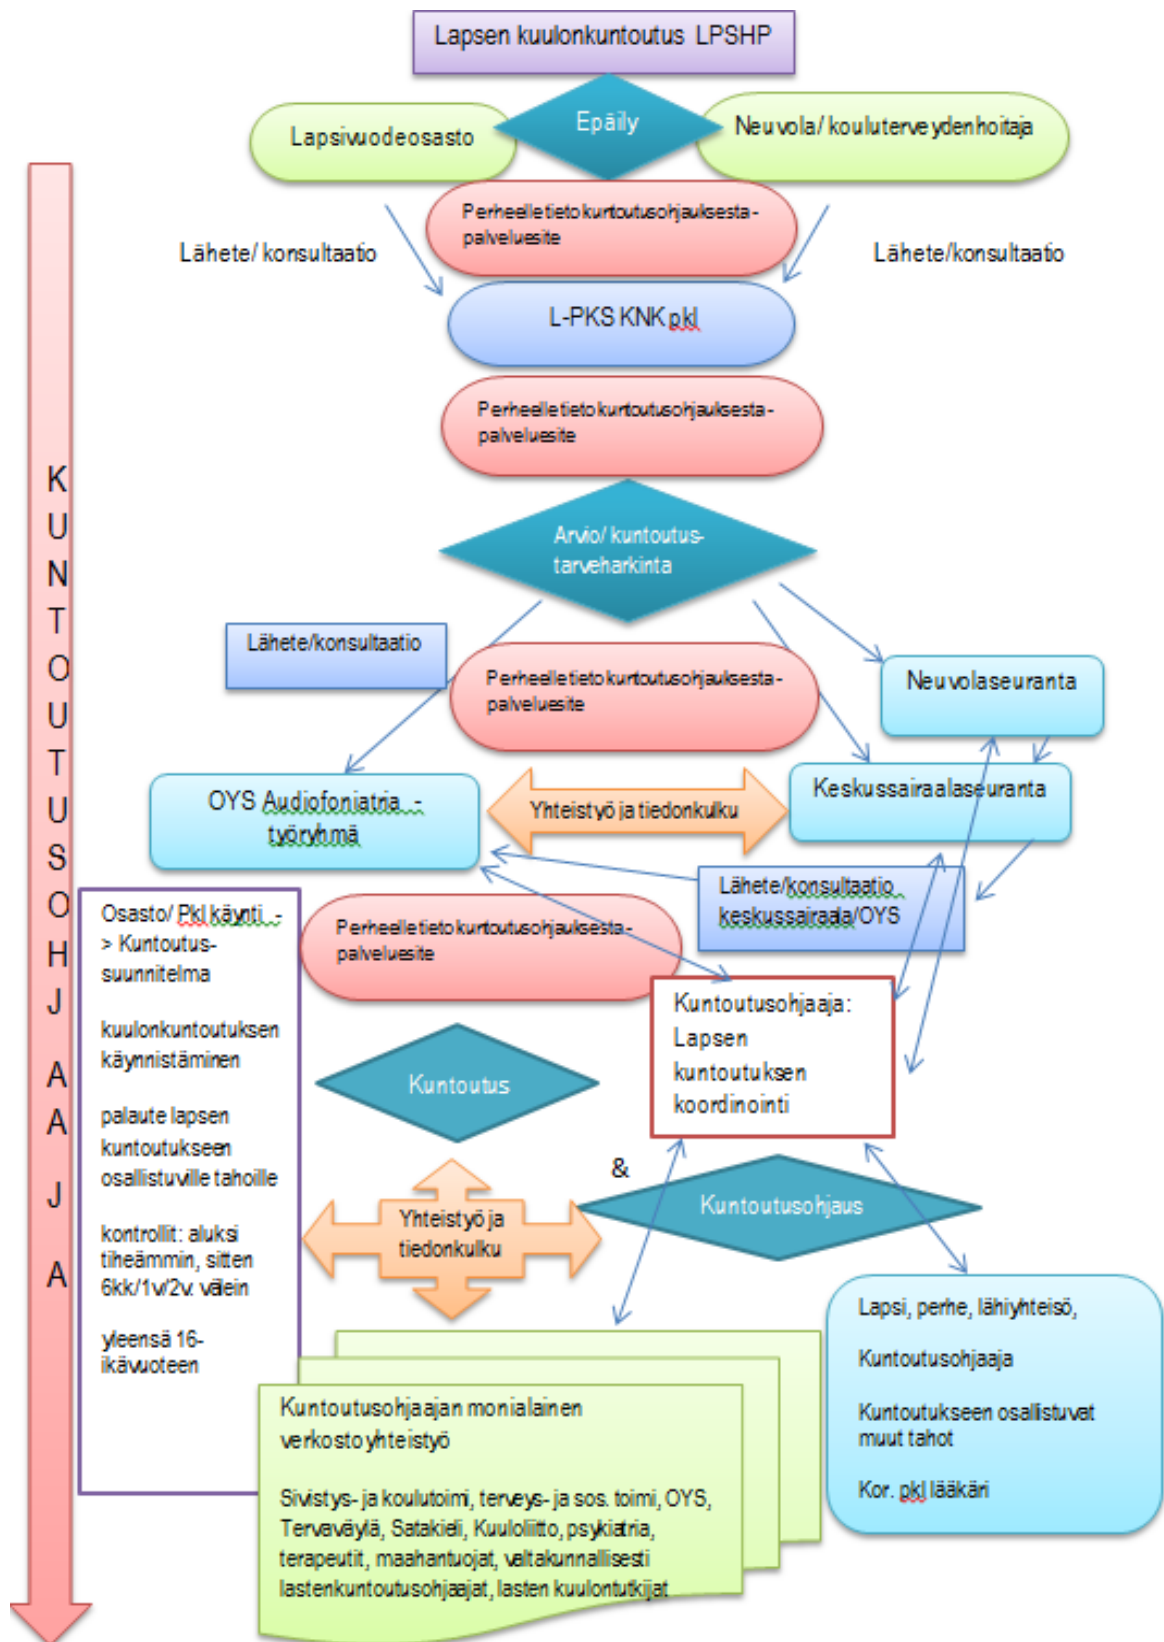 Lapsen kuulonkuntoutus LPSHP
Epäily
Lapsivuodeosasto
Neuvola/ kouluterveydenhoitaja
Perheelle tieto kuntoutusohjauksesta -
palveluesite
Lähete/ konsultaatio
Lähete/konsultaatio
L-PKS KNK pkl
Perheelle tieto kuntoutusohjauksesta -
palveluesite
KUNTOUTUSOHJAAJA
Arvio/ kuntoutus-
tarveharkinta
Lähete/konsultaatio
Perheelle tieto kuntoutusohjauksesta -
palveluesite
Neuvolaseuranta
OYS Audiofoniatria -
työryhmä
Yhteistyö ja tiedonkulku
Keskussairaalaseuranta
Lähete/konsultaatio
keskussairaala/OYS
Osasto/ Pkl käynti -
> Kuntoutus-
suunnitelma
kuulonkuntoutuksen
käynnistäminen
palaute lapsen
kuntoutukseen
osallistuville tahoille
kontrollit: aluksi
tiheämmin, sitten
6kk/1v/2v. välein
yleensä 16-
ikävuoteen
Perheelle tieto kuntoutusohjauksesta -
palveluesite
Kuntoutusohjaaja:
Lapsen
kuntoutuksen
koordinointi
Kuntoutus
&
Kuntoutusohjaus
Yhteistyö ja
tiedonkulku
Lapsi, perhe, lähiyhteisö,
Kuntoutusohjaaja
Kuntoutukseen osallistuvat
muut tahot
Kor. pkl lääkäri
Kuntoutusohjaajan monialainen
verkostoyhteistyö
Sivistys- ja koulutoimi, terveys- ja sos. toimi, OYS,
Tervaväylä, Satakieli, Kuuloliitto, psykiatria,
terapeutit, maahantuojat, valtakunnallisesti
lastenkuntoutusohjaajat, lasten kuulontutkijat